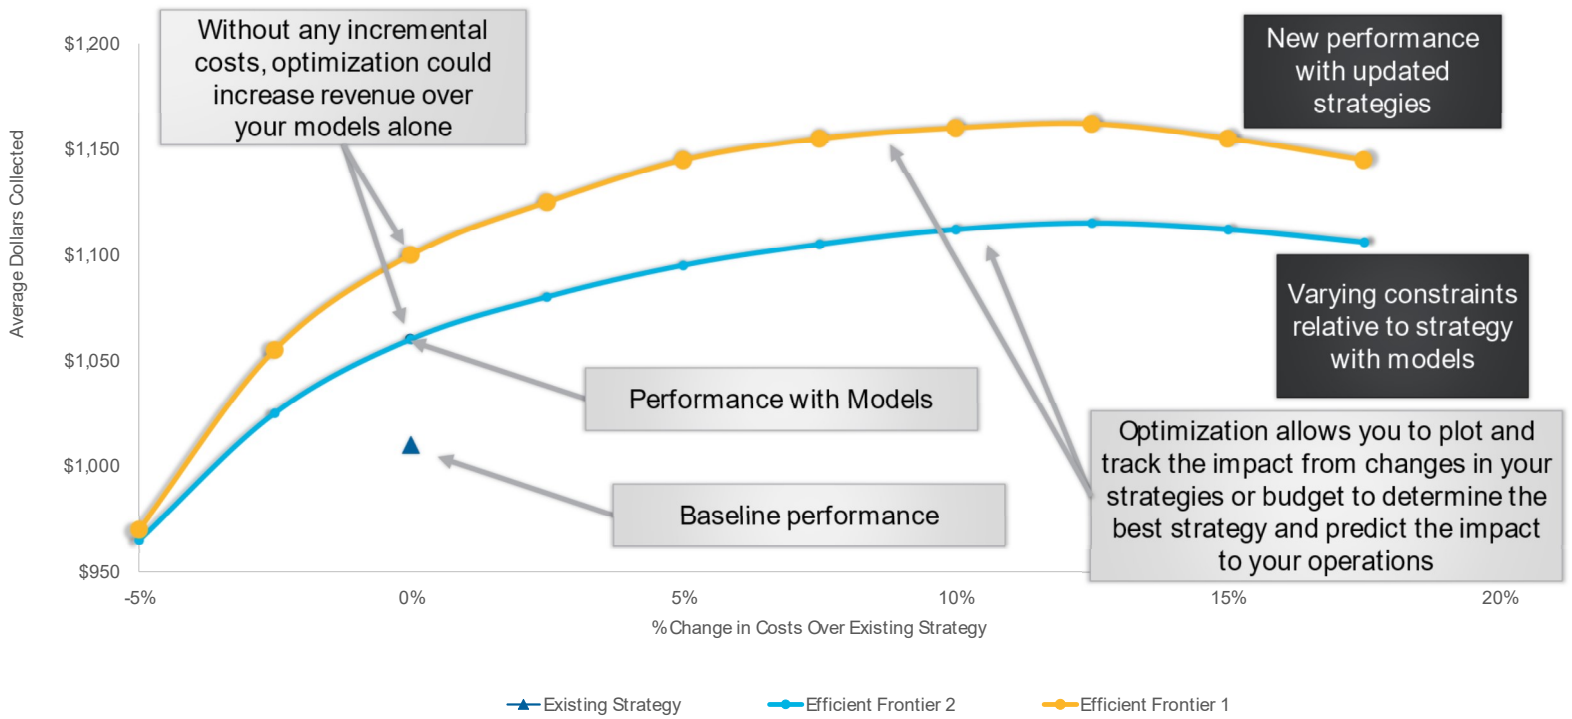 Without any incremental
costs, optimization could
increase revenue over
your models alone
New performance
with updated
strategies
$1,200
$1,150
$1,100
$1,050
$1,000
$950
Average Dollars Collected
Varying constraints
relative to strategy
with models
Performance with Models
Baseline performance
Optimization allows you to plot and
track the impact from changes in your
strategies or budget to determine the
best strategy and predict the impact
to your operations
-5% 0% 5% 10% 15% 20%
% Change in Costs Over Existing Strategy
Existing Strategy Efficient Frontier 2 Efficient Frontier 1